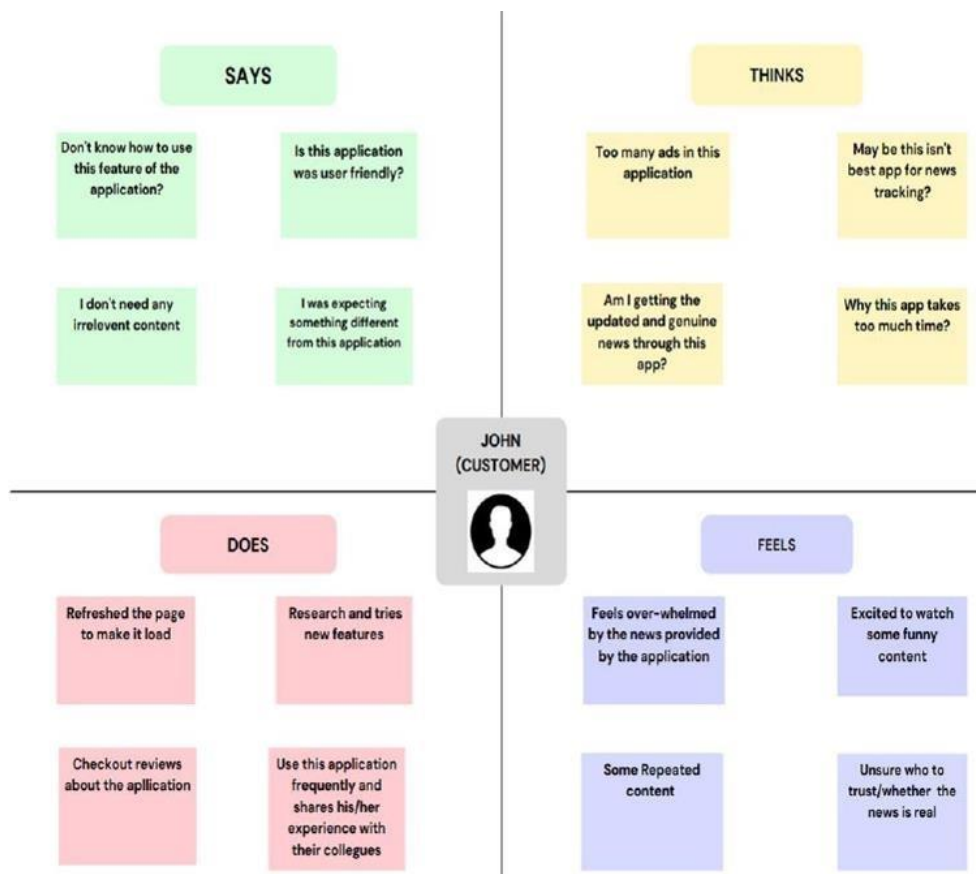 SAYS
Don't know how to use
this feature of the
application?
Is this application
was user friendly?
I don't need any
irrelevent content
I was expecting
something different
from this application
THINKS
Too many ads in this
application
May be this isn't
best app for news
tracking?
Am I getting the
updated and genuine
news through this
app?
Why this app takes
too much time?
JOHN
(CUSTOMER)
DOES
Refreshed the page
to make it load
Research and tries
new features
Checkout reviews
about the apllication
Use this application
frequently and
shares his/her
experience with
their collegues
FEELS
Feels over-whelmed
by the news provided
by the application
Excited to watch
some funny
content
Some Repeated
content
Unsure who to
trust/whether the
news is real